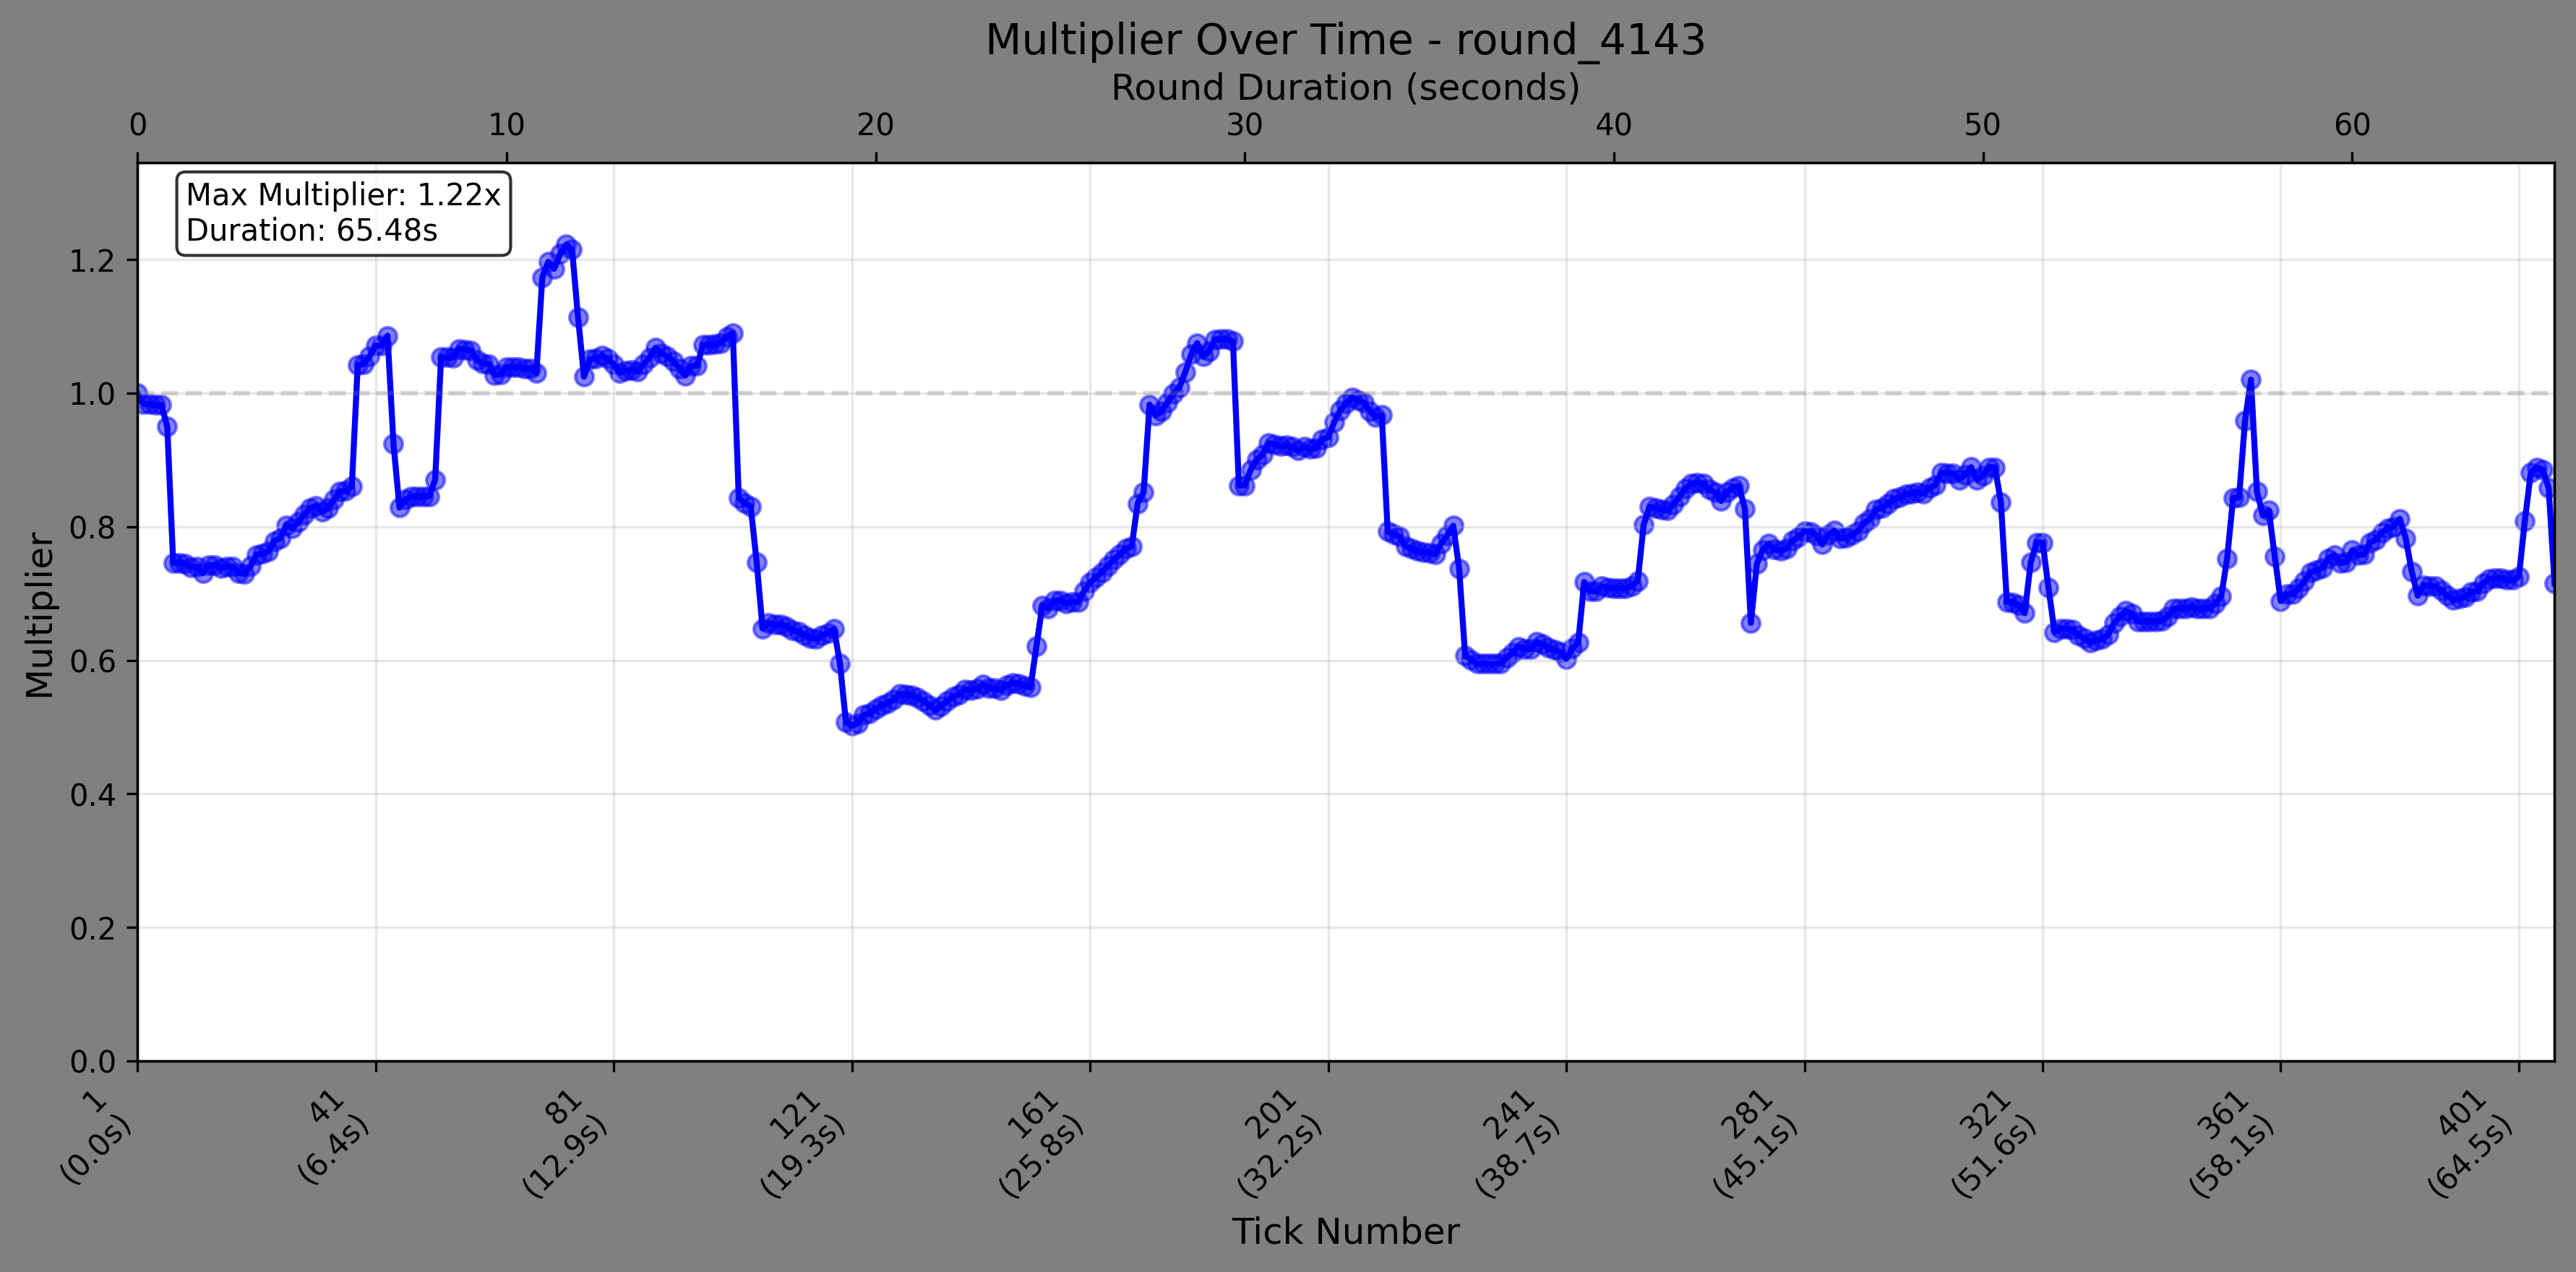 Multiplier Over Time - round_4143
Round Duration (seconds)
0 10 20 30 40 50 60
Max Multiplier: 1.22x
Duration: 65.48s
1.2
1.0
0.8
0.6
0.4
0.2
0.0
Multiplier
1 41 81 121 161 201 241 281 321 361 401
(0.0s) (6.4s) (12.9s) (19.3s) (25.8s) (32.2s) (38.7s) (45.1s) (51.6s) (58.1s) (64.5s)
Tick Number